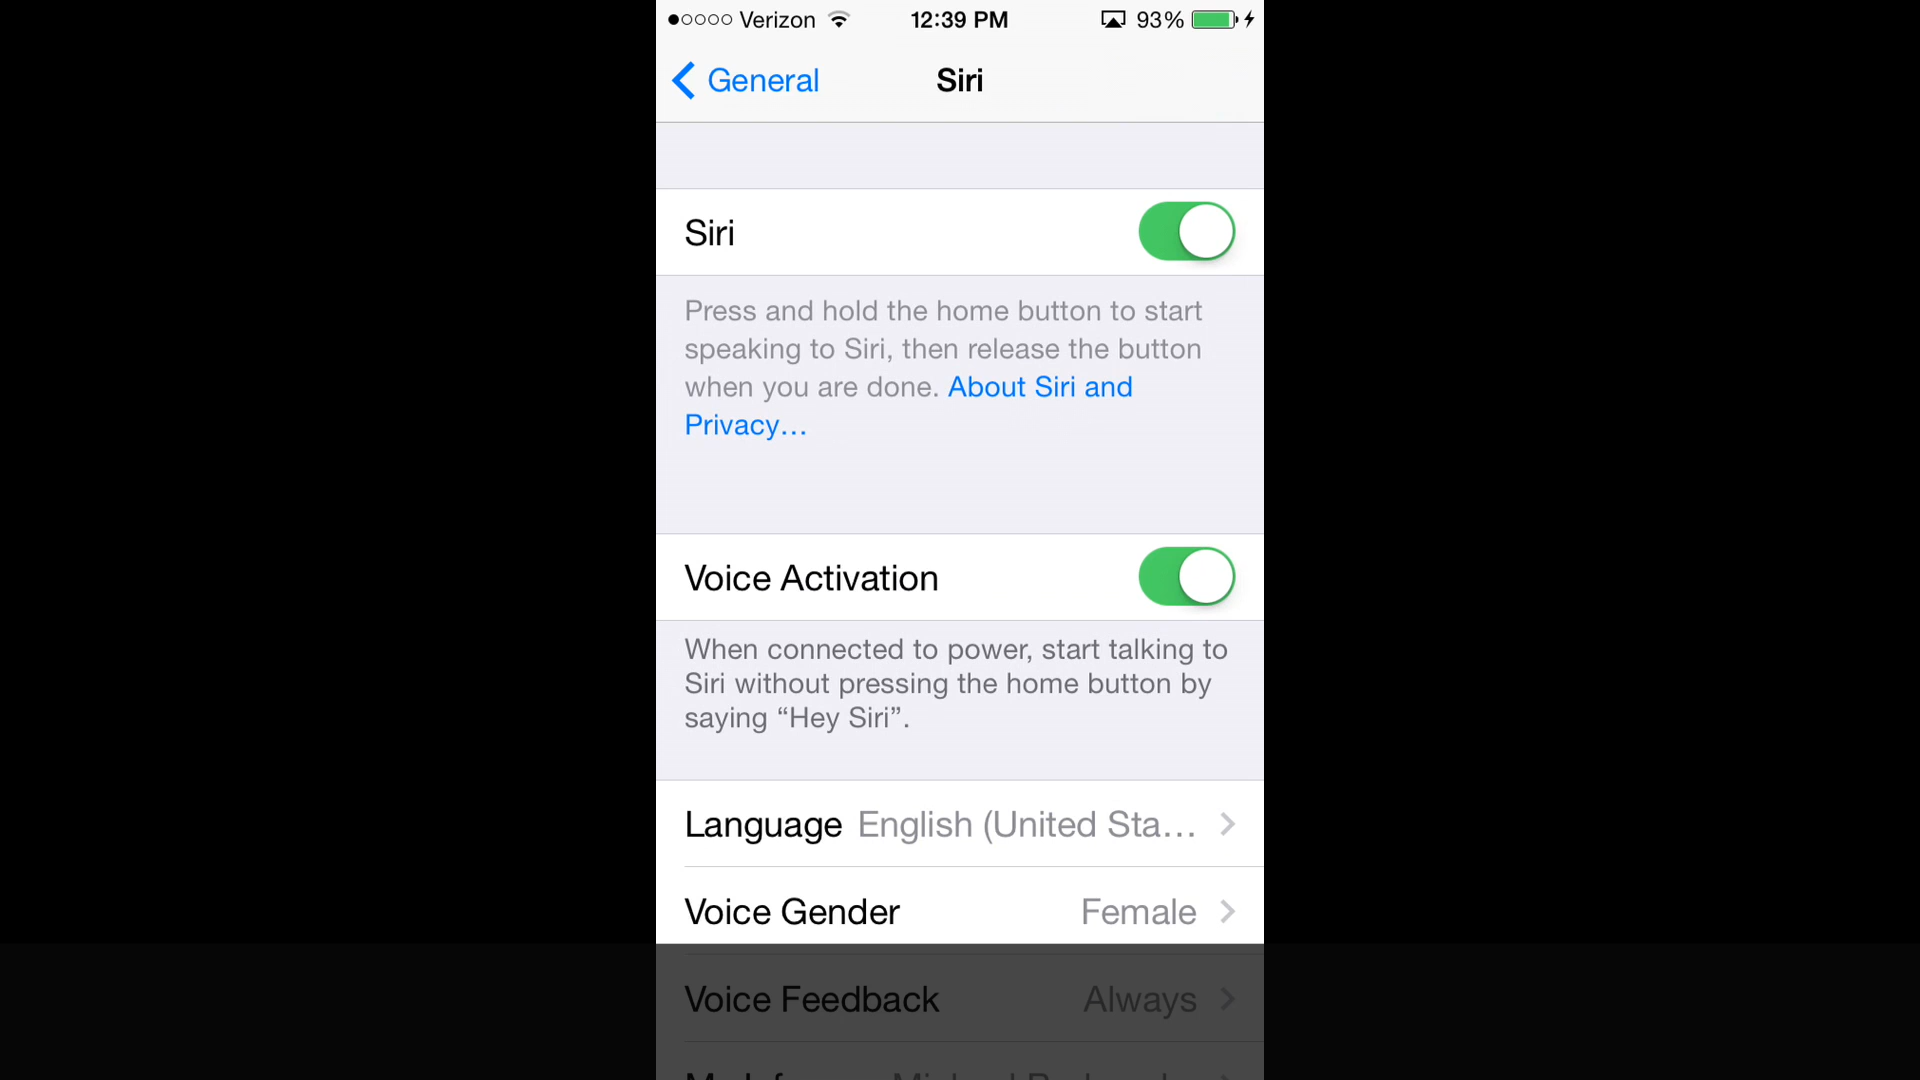 Verizon 12:39 PM 93%
General Siri
Siri
Press and hold the home button to start
speaking to Siri, then release the button
when you are done. About Siri and
Privacy…
Voice Activation
When connected to power, start talking to
Siri without pressing the home button by
saying “Hey Siri”.
Language English (United Sta…
Voice Gender Female
Voice Feedback Always